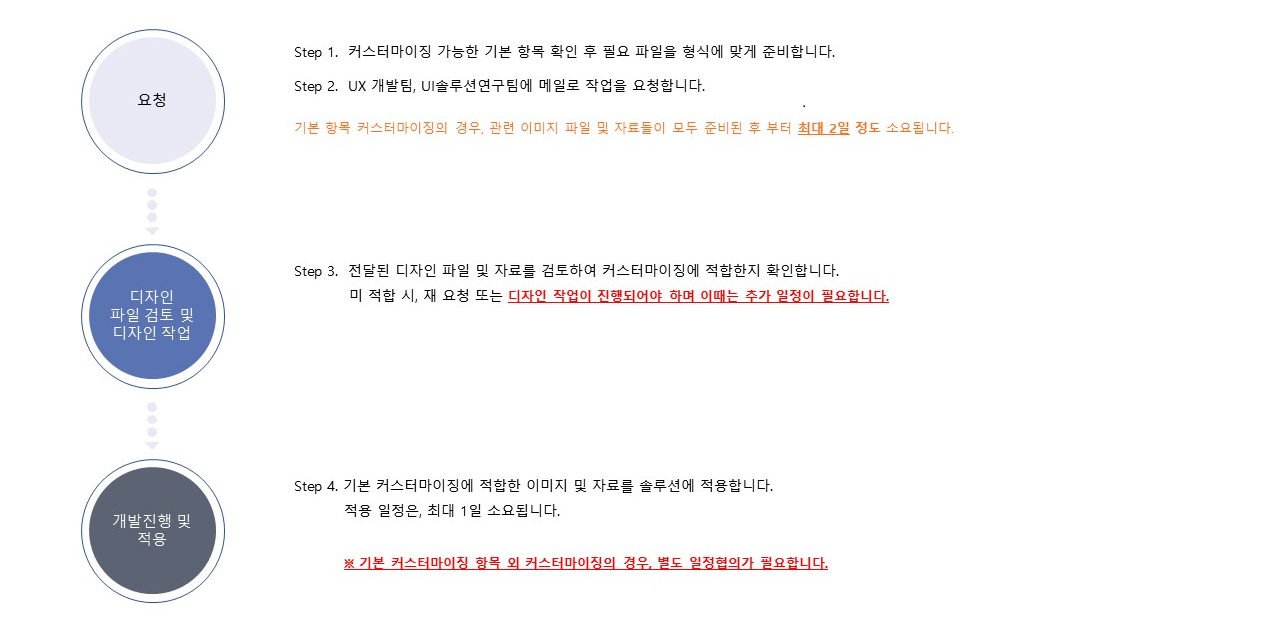 요청
Step 1. 커스터마이징 가능한 기본 항목 확인 후 필요 파일을 형식에 맞게 준비합니다.
Step 2. UX 개발팀, UI솔루션연구팀에 메일로 작업을 요청합니다.
.
기본 항목 커스터마이징의 경우, 관련 이미지 파일 및 자료들이 모두 준비된 후 부터 최대 2일 정도 소요됩니다.
디자인
파일 검토 및
디자인 작업
Step 3. 전달된 디자인 파일 및 자료를 검토하여 커스터마이징에 적합한지 확인합니다.
미 적합 시, 재 요청 또는 디자인 작업이 진행되어야 하며 이때는 추가 일정이 필요합니다.
개발진행 및
적용
Step 4. 기본 커스터마이징에 적합한 이미지 및 자료를 솔루션에 적용합니다.
적용 일정은, 최대 1일 소요됩니다.
※ 기본 커스터마이징 항목 외 커스터마이징의 경우, 별도 일정협의가 필요합니다.